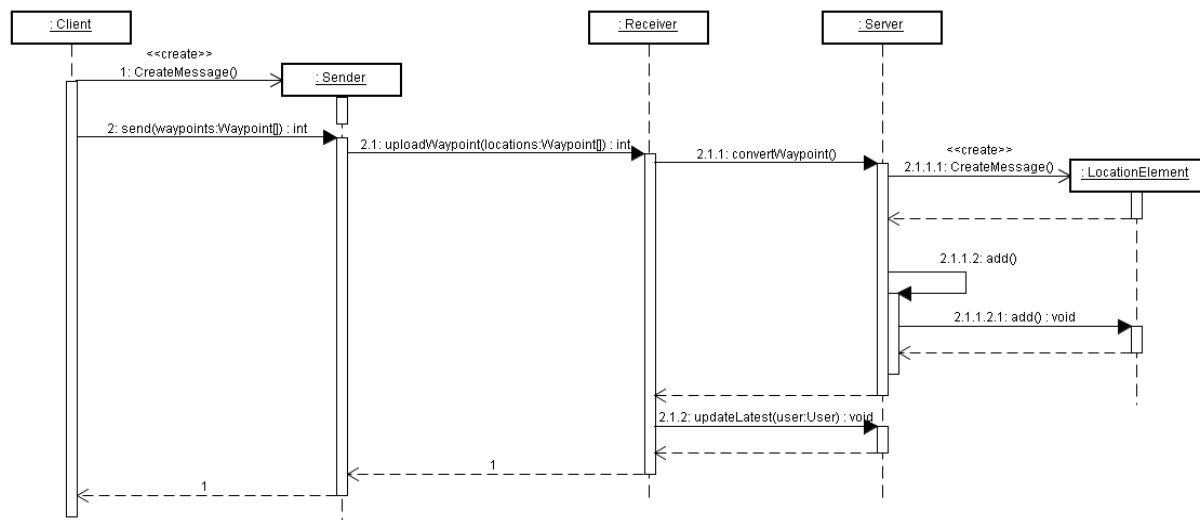 : Client
: Receiver
: Server
<<create>>
1: CreateMessage()
: Sender
2: send(waypoints:Waypoint[]) : int
2.1: uploadWaypoint(locations:Waypoint[]) : int
2.1.1: convertWaypoint()
<<create>>
2.1.1.1: CreateMessage()
: LocationElement
2.1.1.2: add()
2.1.1.2.1: add() : void
2.1.2: updateLatest(user:User) : void
1
1